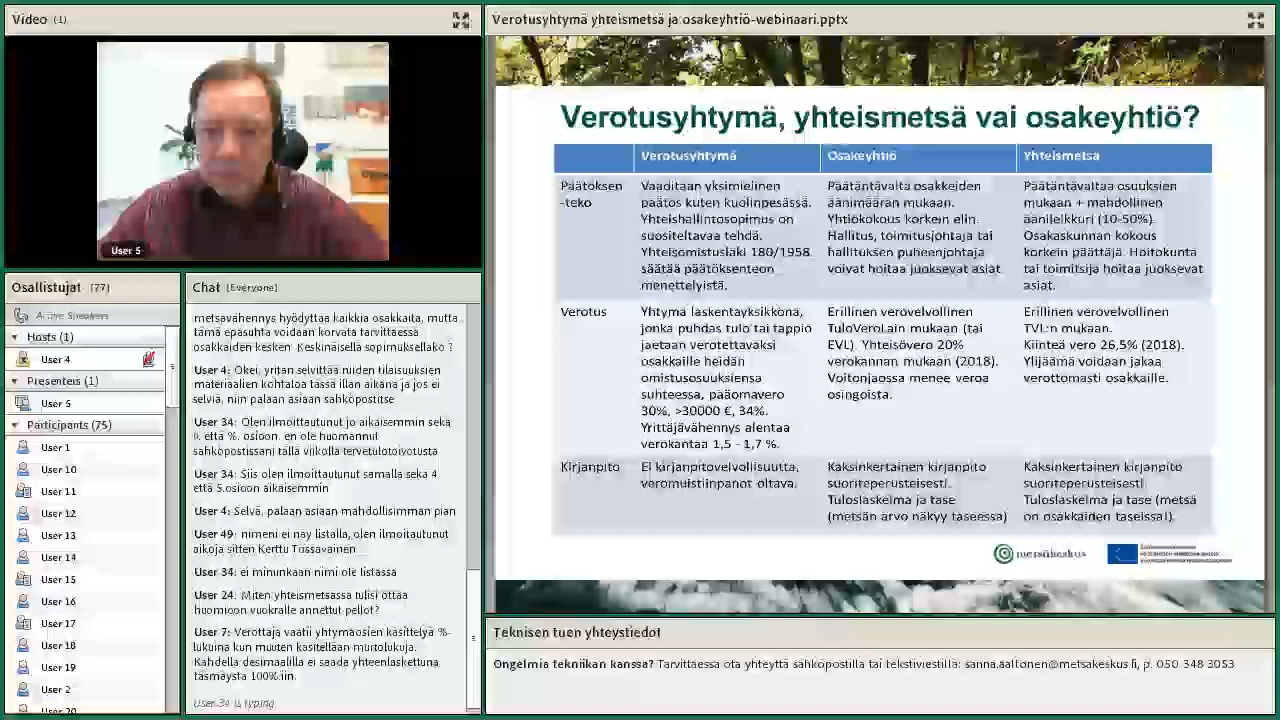 Video (1)
User 5
Osallistujat (77)
Active Speakers
Hosts (1)
User 4
Presenters (1)
User 5
Participants (75)
User 1
User 10
User 11
User 12
User 13
User 14
User 15
User 16
User 17
User 18
User 19
User 2
User 20
Chat [Everyone]
metsävähennys hyödyttää kaikkia osakkaita, mutta
tämä epäsuhta voidaan korvata tarvittaessa
osakkaiden kesken. Keskinäisellä sopimuksellako ?
User 4: Okei, yritän selvittää niiden tilaisuuksien
materiaalien kohtaloa tässä illan aikana ja jos ei
selviä, niin palaan asiaan sähköpostitse
User 34: Olen ilmoittautunut jo aikaisemmin sekä
4. että %. osioon. en ole huomannut
sähköpostissani tällä viikolla tervetulotoivotusta
User 34: Siis olen ilmoittautunut samalla sekä 4.
että 5.osioon aikaisemmin
User 4: Selvä, palaan asiaan mahdollisimman pian
User 49: nimeni ei näy listalla, olen ilmoittautunut
aikoja sitten Kerttu Tossavainen
User 34: ei minunkaan nimi ole listassa
User 24: Miten yhteismetsässä tulisi ottaa
huomioon vuokralle annettut pellot?
User 7: Verottaja vaatii yhtymäosien käsittelyä %-
lukuina kun muuten käsitellään murtolukuja.
Kahdella desimaalilla ei saada yhteenlaskettuna
täsmäystä 100%:iin.
User 34 is typing.
Verotusyhtymä yhteismetsä ja osakeyhtiö-webinaari.pptx
Verotusyhtymä, yhteismetsä vai osakeyhtiö?
Verotusyhtymä Osakeyhtiö Yhteismetsä
Päätöksen
-teko
Vaaditaan yksimielinen
päätös kuten kuolinpesässä.
Yhteishallintosopimus on
suositeltavaa tehdä.
Yhteisomistuslaki 180/1958
säätää päätöksenteon
menettelyistä.
Päätäntävalta osakkeiden
äänimäärän mukaan.
Yhtiökokous korkein elin.
Hallitus, toimitusjohtaja tai
hallituksen puheenjohtaja
voivat hoitaa juoksevat asiat.
Päätäntävaltaa osuuksien
mukaan + mahdollinen
äänileikkuri (10-50%).
Osakaskunnan kokous
korkein päättäjä. Hoitokunta
tai toimitsija hoitaa juoksevat
asiat.
Verotus
Yhtymä laskentayksikkönä,
jonka puhdas tulo tai tappio
jaetaan verotettavaksi
osakkaille heidän
omistusosuuksiensa
suhteessa, pääomavero
30%, >30000 €, 34%.
Yrittäjävähennys alentaa
verokantaa 1,5 - 1,7 %.
Erillinen verovelvollinen
TuloVeroLain mukaan (tai
EVL). Yhteisövero 20%
verokannan mukaan (2018).
Voitonjaossa menee veroa
osingoista.
Erillinen verovelvollinen
TVL:n mukaan.
Kiinteä vero 26,5% (2018).
Ylijäämä voidaan jakaa
verottomasti osakkaille.
Kirjanpito
Ei kirjanpitovelvollisuutta,
veromuistiinpanot oltava.
Kaksinkertainen kirjanpito
suoriteperusteisesti.
Tuloslaskelma ja tase
(metsän arvo näkyy taseessa)
Kaksinkertainen kirjanpito
suoriteperusteisesti.
Tuloslaskelma ja tase (metsä
on osakkaiden taseissa!).
metsäkeskus
Teknisen tuen yhteystiedot
Ongelmia tekniikan kanssa? Tarvittaessa ota yhteyttä sähköpostilla tai tekstiviestillä: sanna.aaltonen@metsakeskus.fi, p. 050 348 3053